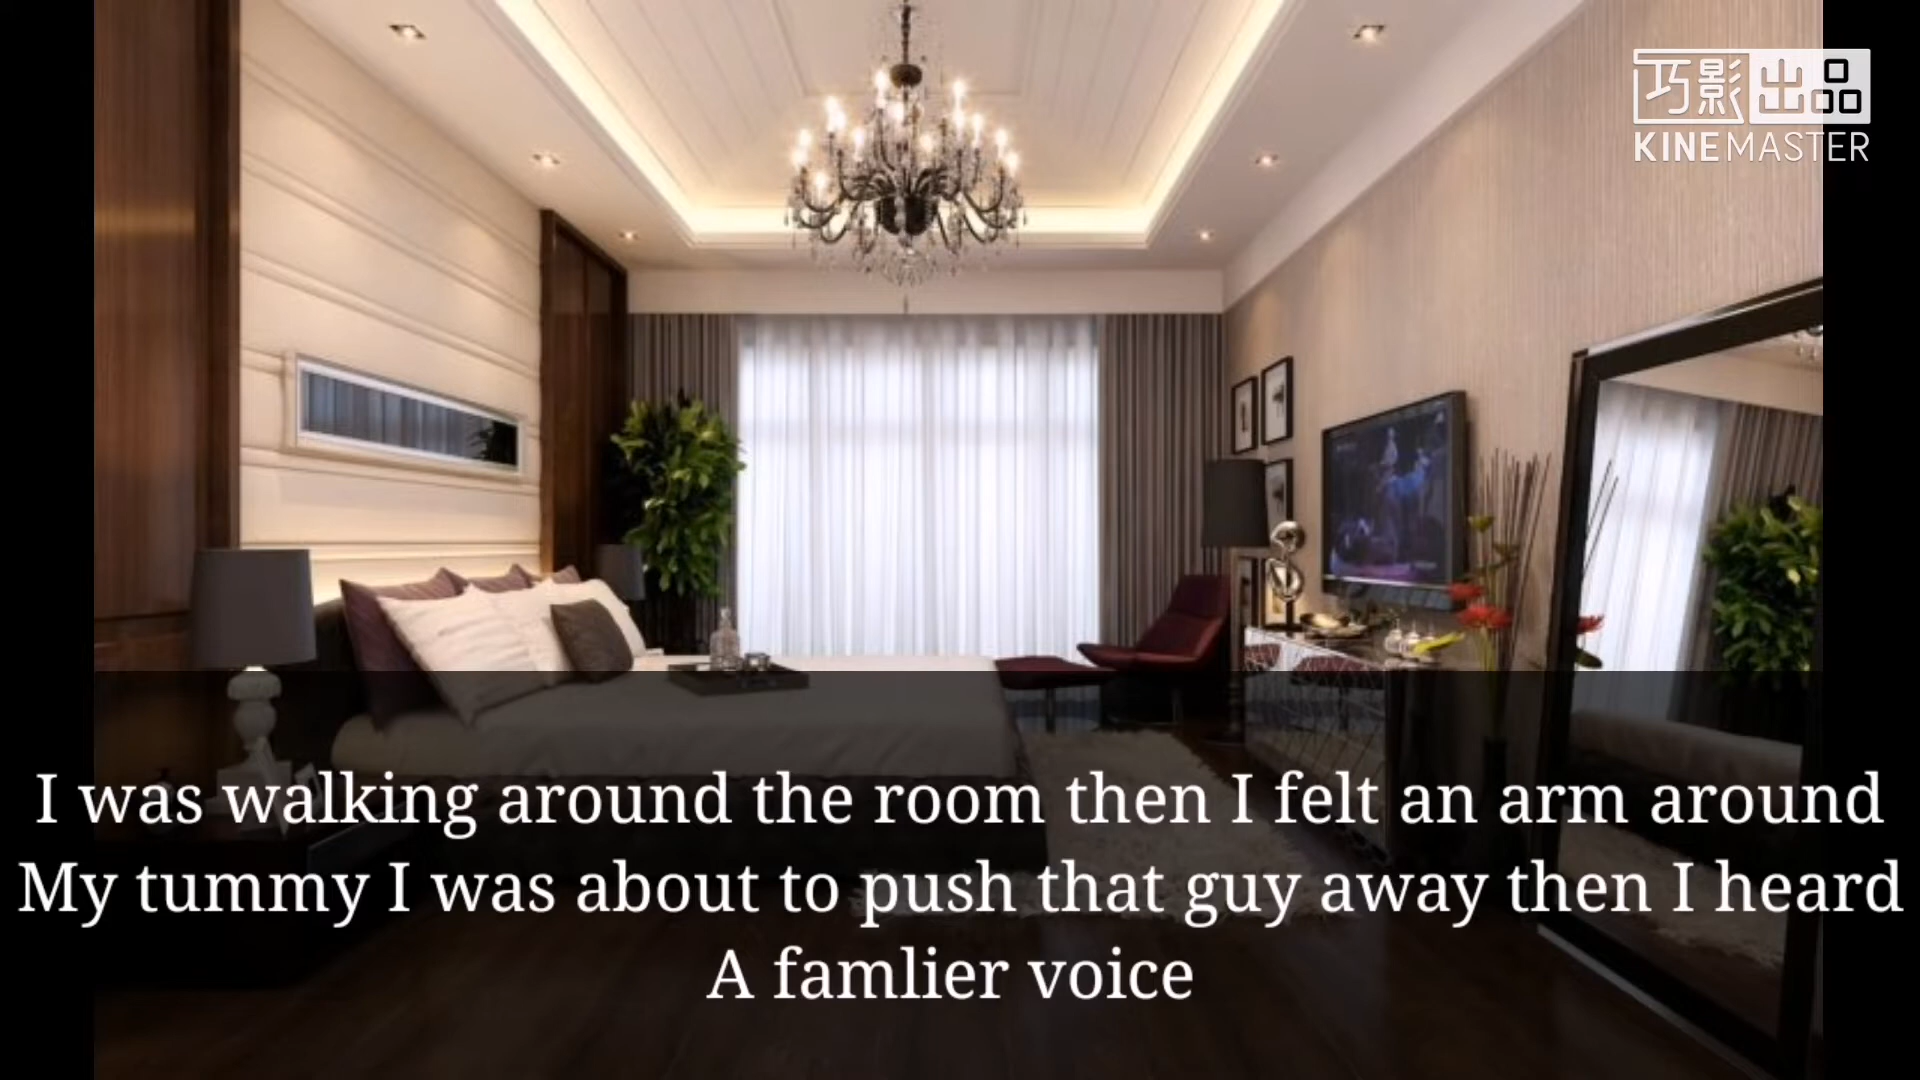 巧影出品
KINEMASTER
I was walking around the room then I felt an arm around
My tummy I was about to push that guy away then I heard
A famlier voice